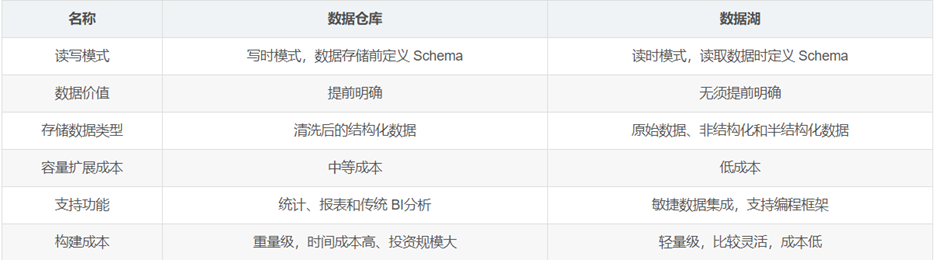 名称 数据仓库 数据湖
读写模式 写时模式，数据存储前定义 Schema 读时模式，读取数据时定义 Schema
数据价值 提前明确 无须提前明确
存储数据类型 清洗后的结构化数据 原始数据、非结构化和半结构化数据
容量扩展成本 中等成本 低成本
支持功能 统计、报表和传统 BI分析 敏捷数据集成，支持编程框架
构建成本 重量级，时间成本高、投资规模大 轻量级，比较灵活，成本低